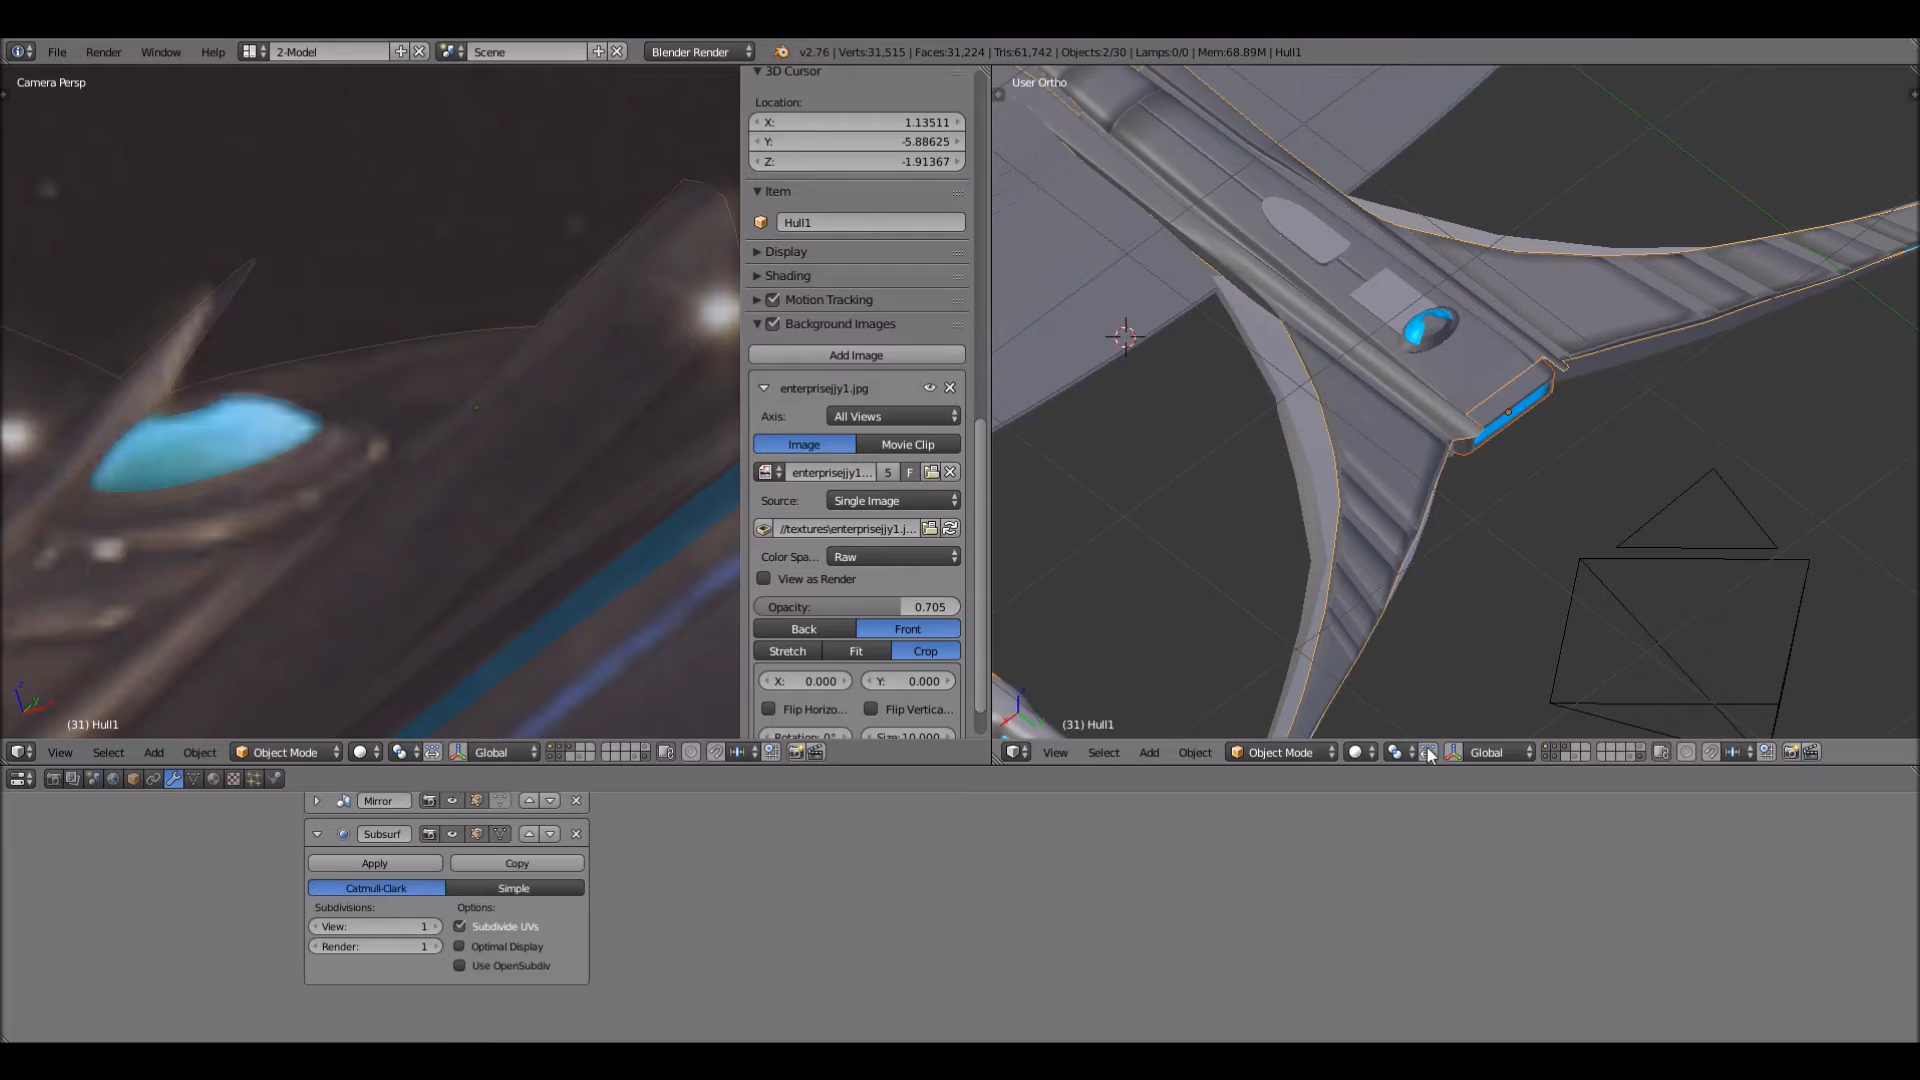 File Render Window Help 2-Model Scene Blender Render v2.76 | Verts:31,515 | Faces:31,224 | Tris:61,742 | Objects:2/30 | Lamps:0/0 | Mem:68.89M | Hull1
Camera Persp
User Ortho
3D Cursor
Location:
X: 1.13511
Y: -5.88625
Z: -1.91367
Item
Hull1
Display
Shading
Motion Tracking
Background Images
Add Image
enterprisejjy1.jpg
Axis: All Views
Image Movie Clip
enterprisejjy1... 5 F
Source: Single Image
//textures\enterprisejjy1.j...
Color Spa... Raw
View as Render
Opacity: 0.705
Back Front
Stretch Fit Crop
X: 0.000 Y: 0.000
Flip Horizo... Flip Vertica...
Rotation: 0° Size: 10.000
(31) Hull1
(31) Hull1
View Select Add Object Object Mode Global
View Select Add Object Object Mode Global
Mirror
Subsurf
Apply Copy
Catmull-Clark Simple
Subdivisions: Options:
View: 1 Subdivide UVs
Render: 1 Optimal Display
Use OpenSubdiv